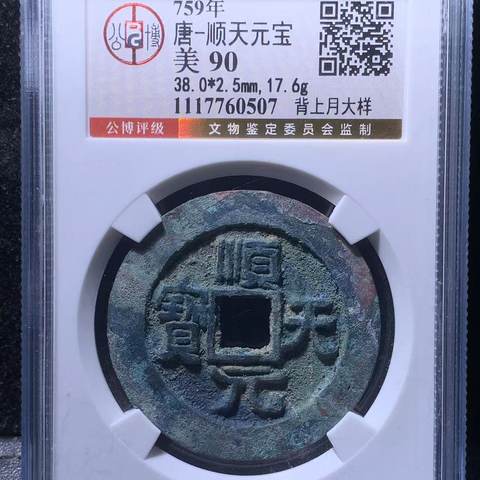 公博
759年
唐-顺天元宝
美 90
38.0*2.5mm,17.6g
1117760507 背上月大样
公博评级 文物鉴定委员会监制
順
天
元
寶